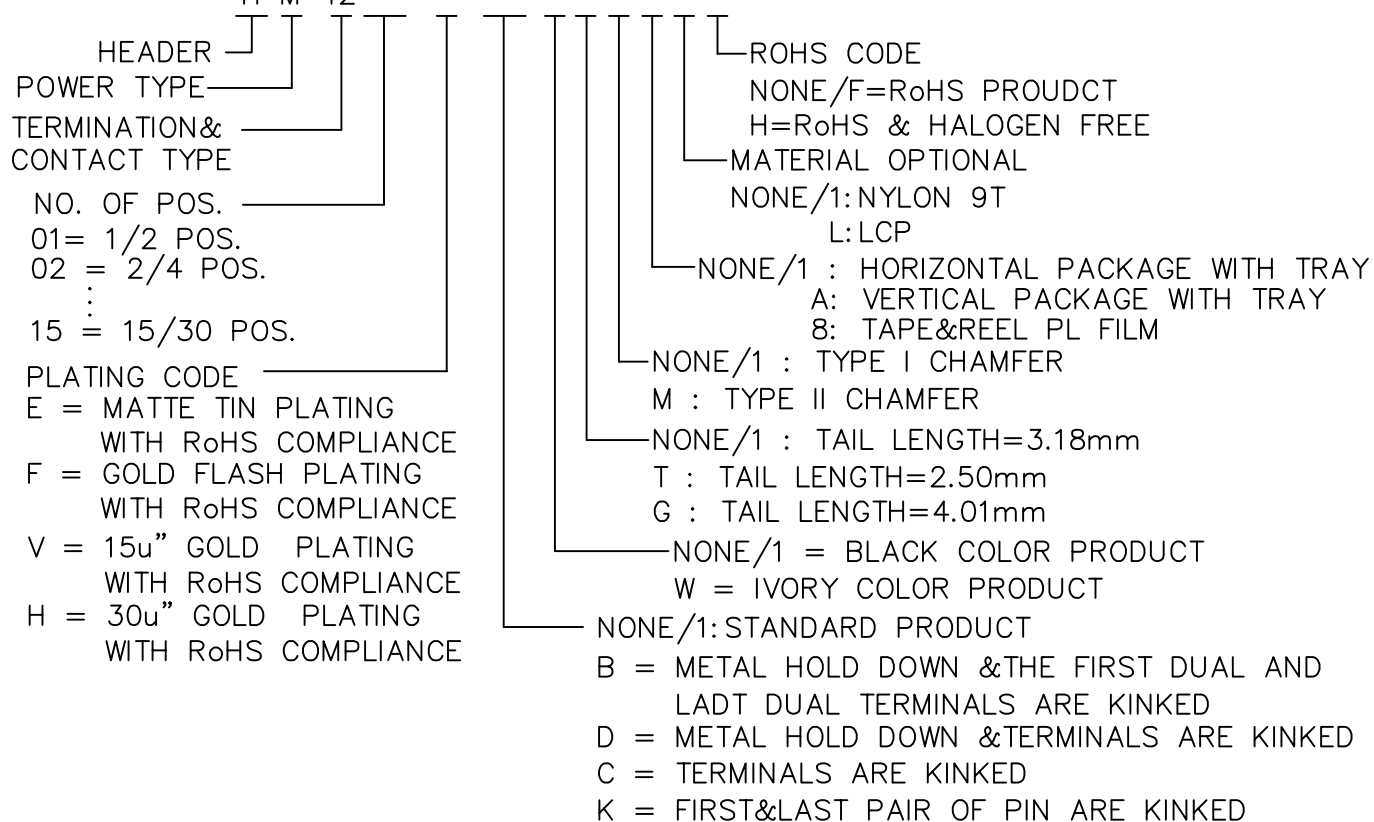 HEADER
POWER TYPE
TERMINATION&
CONTACT TYPE
NO. OF POS.
01= 1/2 POS.
02 = 2/4 POS.
:
15 = 15/30 POS.
PLATING CODE
E = MATTE TIN PLATING
WITH RoHS COMPLIANCE
F = GOLD FLASH PLATING
WITH RoHS COMPLIANCE
V = 15u" GOLD PLATING
WITH RoHS COMPLIANCE
H = 30u" GOLD PLATING
WITH RoHS COMPLIANCE
ROHS CODE
NONE/F=RoHS PROUDCT
H=RoHS & HALOGEN FREE
MATERIAL OPTIONAL
NONE/1:NYLON 9T
L:LCP
NONE/1 : HORIZONTAL PACKAGE WITH TRAY
A: VERTICAL PACKAGE WITH TRAY
8: TAPE&REEL PL FILM
NONE/1 : TYPE I CHAMFER
M : TYPE II CHAMFER
NONE/1 : TAIL LENGTH=3.18mm
T : TAIL LENGTH=2.50mm
G : TAIL LENGTH=4.01mm
NONE/1 = BLACK COLOR PRODUCT
W = IVORY COLOR PRODUCT
NONE/1:STANDARD PRODUCT
B = METAL HOLD DOWN &THE FIRST DUAL AND
LADT DUAL TERMINALS ARE KINKED
D = METAL HOLD DOWN &TERMINALS ARE KINKED
C = TERMINALS ARE KINKED
K = FIRST&LAST PAIR OF PIN ARE KINKED